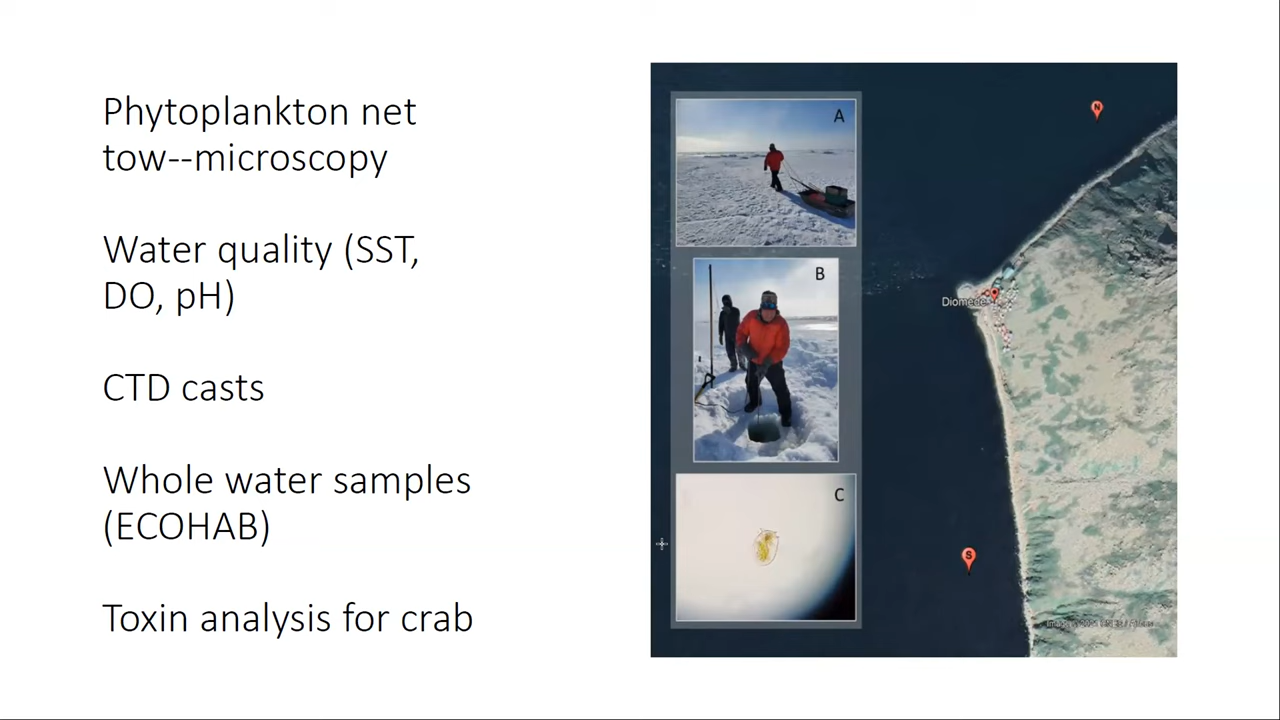 Phytoplankton net
tow--microscopy
Water quality (SST,
DO, pH)
CTD casts
Whole water samples
(ECOHAB)
Toxin analysis for crab
A
B
C
N
Diomede
S